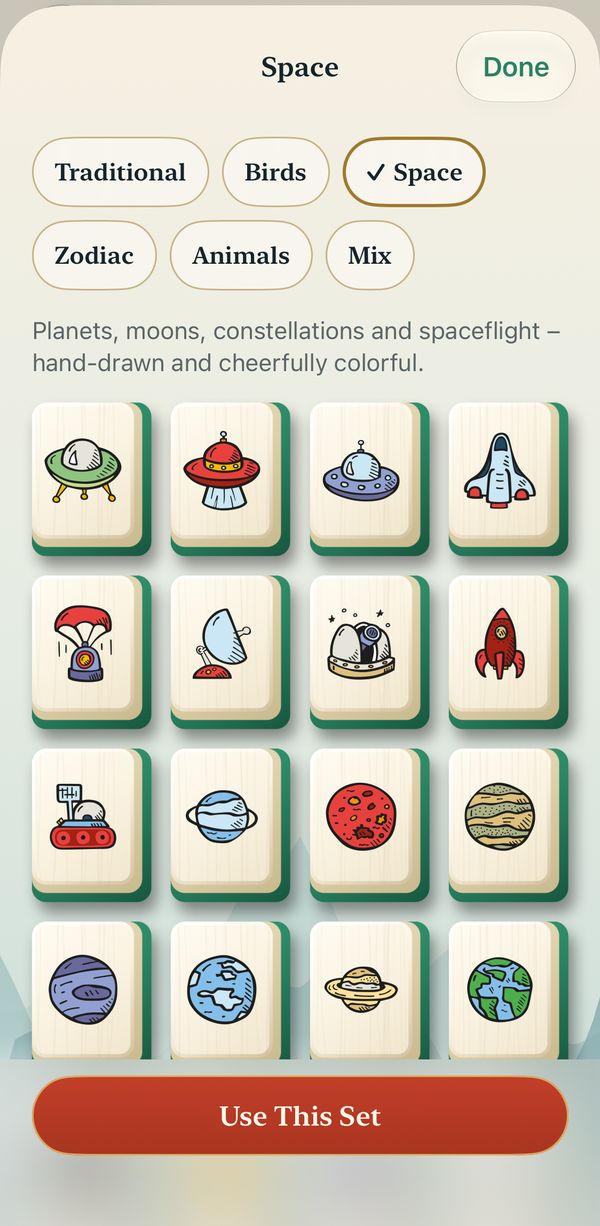 Space
Done
Traditional
Birds
✓ Space
Zodiac
Animals
Mix
Planets, moons, constellations and spaceflight –
hand-drawn and cheerfully colorful.
Use This Set